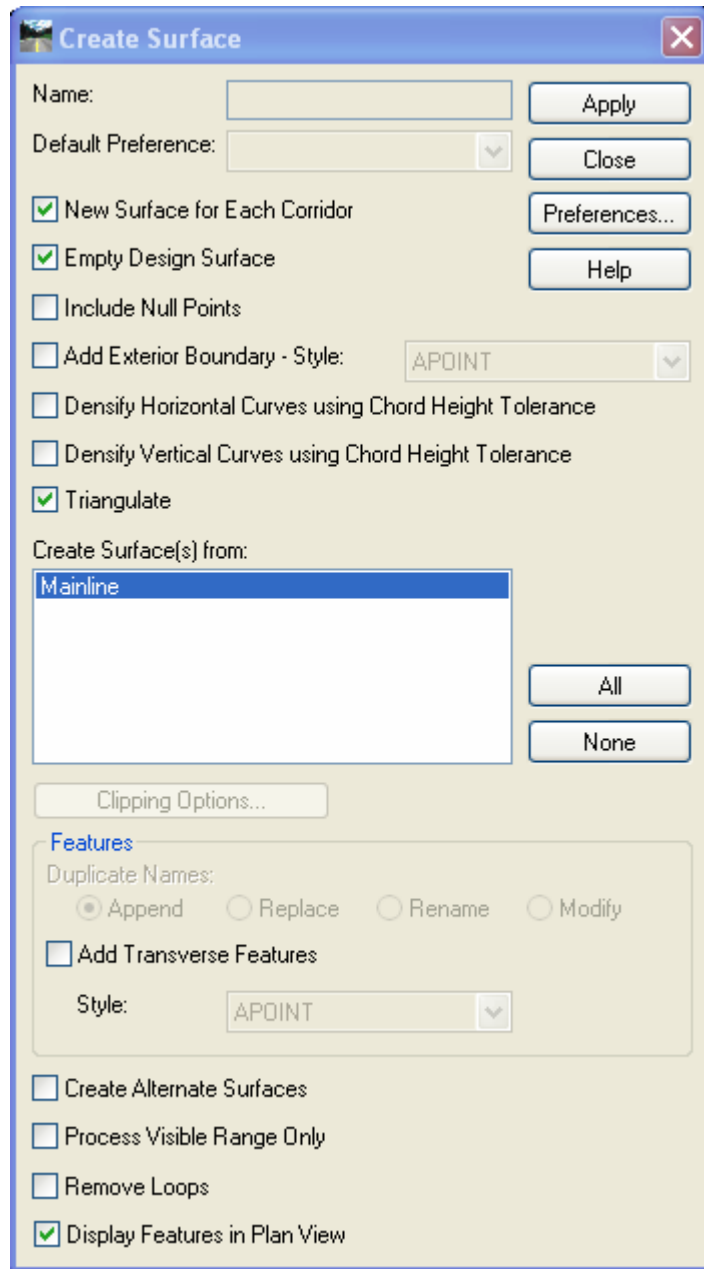 Create Surface
Name:
Apply
Default Preference:
Close
New Surface for Each Corridor
Preferences...
Empty Design Surface
Help
Include Null Points
Add Exterior Boundary - Style:
APOINT
Densify Horizontal Curves using Chord Height Tolerance
Densify Vertical Curves using Chord Height Tolerance
Triangulate
Create Surface(s) from:
Mainline
All
None
Clipping Options...
Features
Duplicate Names:
Append Replace Rename Modify
Add Transverse Features
Style: APOINT
Create Alternate Surfaces
Process Visible Range Only
Remove Loops
Display Features in Plan View